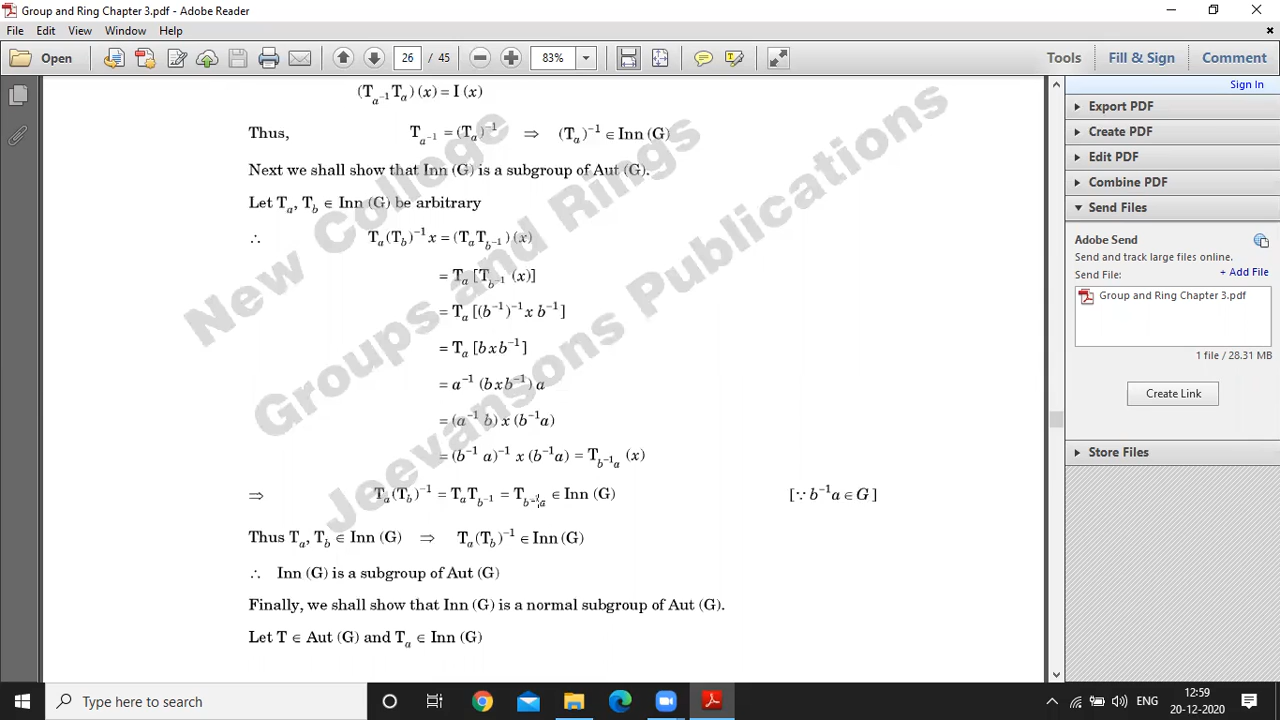 Group and Ring Chapter 3.pdf - Adobe Reader
File Edit View Window Help
Open 26 / 45 83% Tools Fill & Sign Comment
Sign In
(T_{a^{-1}} T_a) (x) = I (x)
Thus, T_{a^{-1}} = (T_a)^{-1} ⇒ (T_a)^{-1} ∈ Inn (G)
Next we shall show that Inn (G) is a subgroup of Aut (G).
Let T_a, T_b ∈ Inn (G) be arbitrary
∴ T_a (T_b)^{-1} x = (T_a T_{b^{-1}}) (x)
= T_a [T_{b^{-1}} (x)]
= T_a [(b^{-1})^{-1} x b^{-1}]
= T_a [b x b^{-1}]
= a^{-1} (b x b^{-1}) a
= (a^{-1} b) x (b^{-1}a)
= (b^{-1} a)^{-1} x (b^{-1}a) = T_{b^{-1}a} (x)
⇒ T_a (T_b)^{-1} = T_a T_{b^{-1}} = T_{b^{-1}a} ∈ Inn (G) [∵ b^{-1}a ∈ G]
Thus T_a, T_b ∈ Inn (G) ⇒ T_a (T_b)^{-1} ∈ Inn (G)
∴ Inn (G) is a subgroup of Aut (G)
Finally, we shall show that Inn (G) is a normal subgroup of Aut (G).
Let T ∈ Aut (G) and T_a ∈ Inn (G)
New College
Groups and Rings
Jeevansons Publications
Export PDF
Create PDF
Edit PDF
Combine PDF
Send Files
Adobe Send
Send and track large files online.
Send File: + Add File
Group and Ring Chapter 3.pdf
1 file / 28.31 MB
Create Link
Store Files
Type here to search
ENG
12:59
20-12-2020